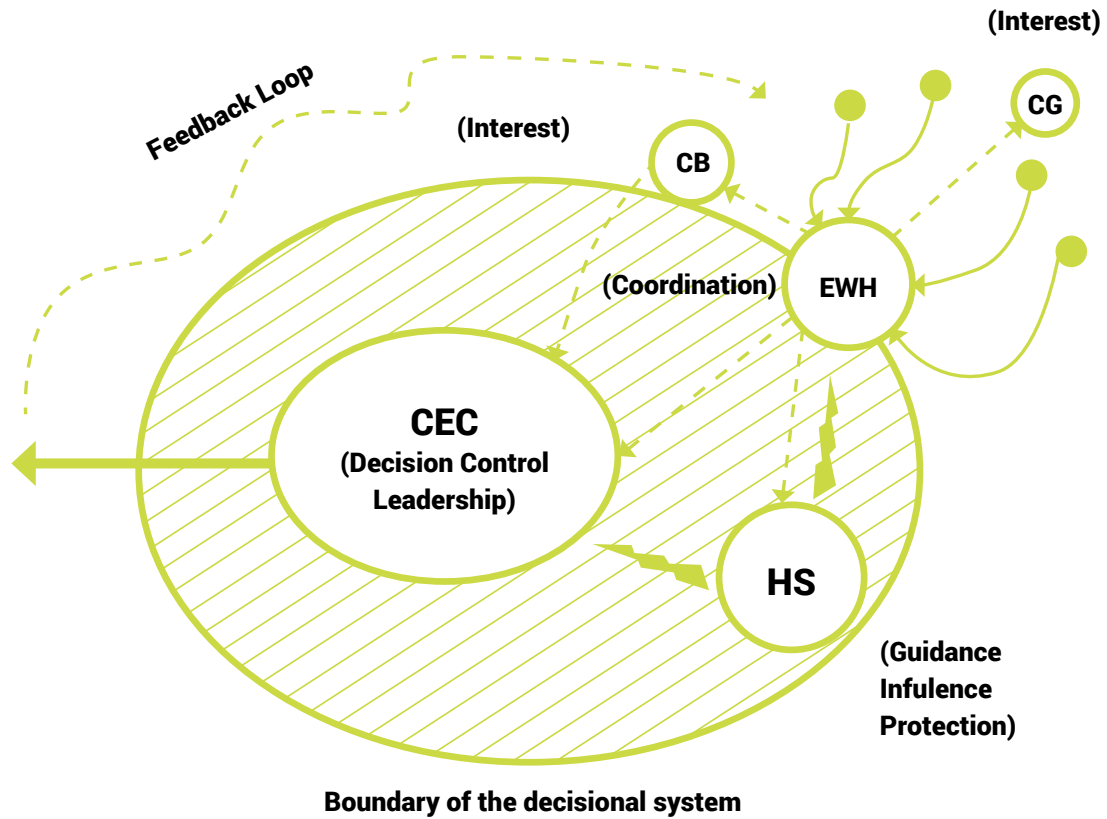 (Interest)
CG
Feedback Loop
(Interest)
CB
(Coordination)
EWH
CEC
(Decision Control
Leadership)
HS
(Guidance
Infulence
Protection)
Boundary of the decisional system